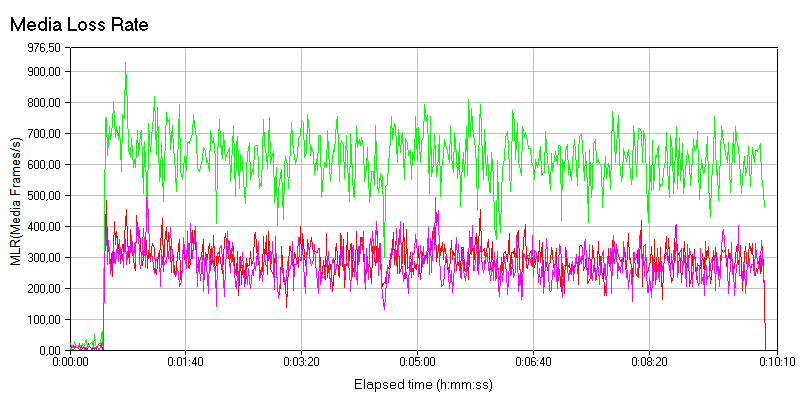 Media Loss Rate
976,50
900,00
800,00
700,00
600,00
500,00
400,00
300,00
200,00
100,00
0,00
MLR(Media Frames/s)
0:00:00 0:01:40 0:03:20 0:05:00 0:06:40 0:08:20 0:10:10
Elapsed time (h:mm:ss)